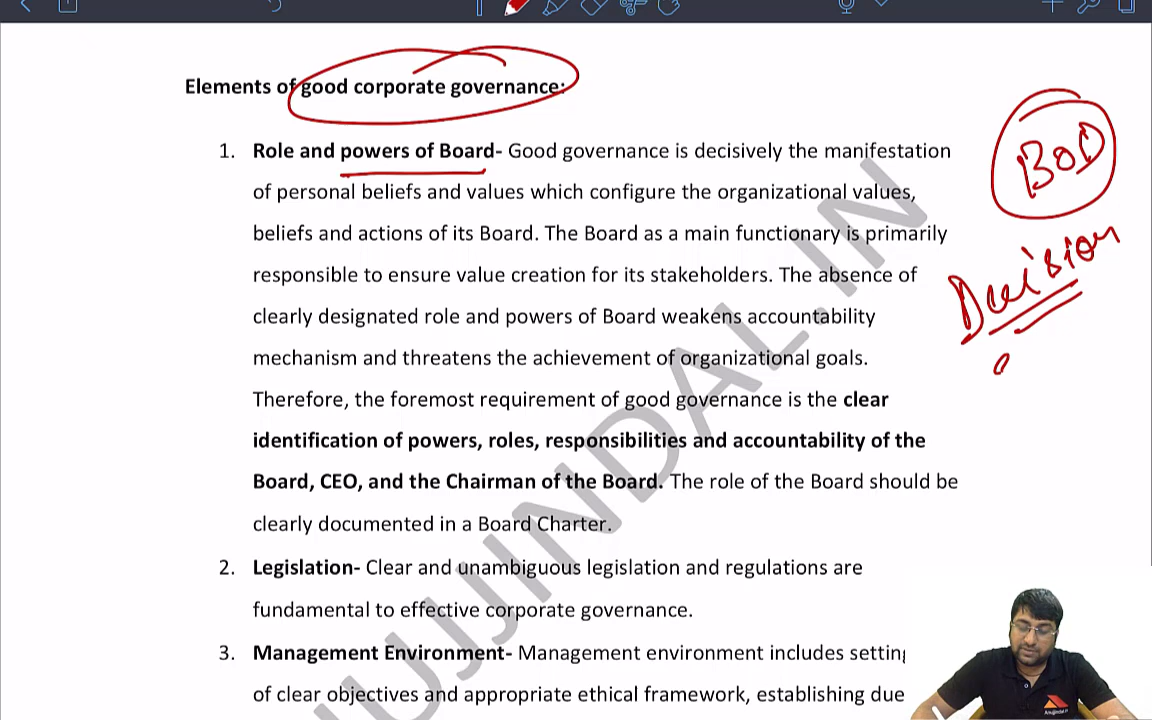 Elements of good corporate governance:
1. Role and powers of Board- Good governance is decisively the manifestation
of personal beliefs and values which configure the organizational values,
beliefs and actions of its Board. The Board as a main functionary is primarily
responsible to ensure value creation for its stakeholders. The absence of
clearly designated role and powers of Board weakens accountability
mechanism and threatens the achievement of organizational goals.
Therefore, the foremost requirement of good governance is the clear
identification of powers, roles, responsibilities and accountability of the
Board, CEO, and the Chairman of the Board. The role of the Board should be
clearly documented in a Board Charter.
2. Legislation- Clear and unambiguous legislation and regulations are
fundamental to effective corporate governance.
3. Management Environment- Management environment includes setting
of clear objectives and appropriate ethical framework, establishing due
BOD
Decision
UJJINDAL.IN